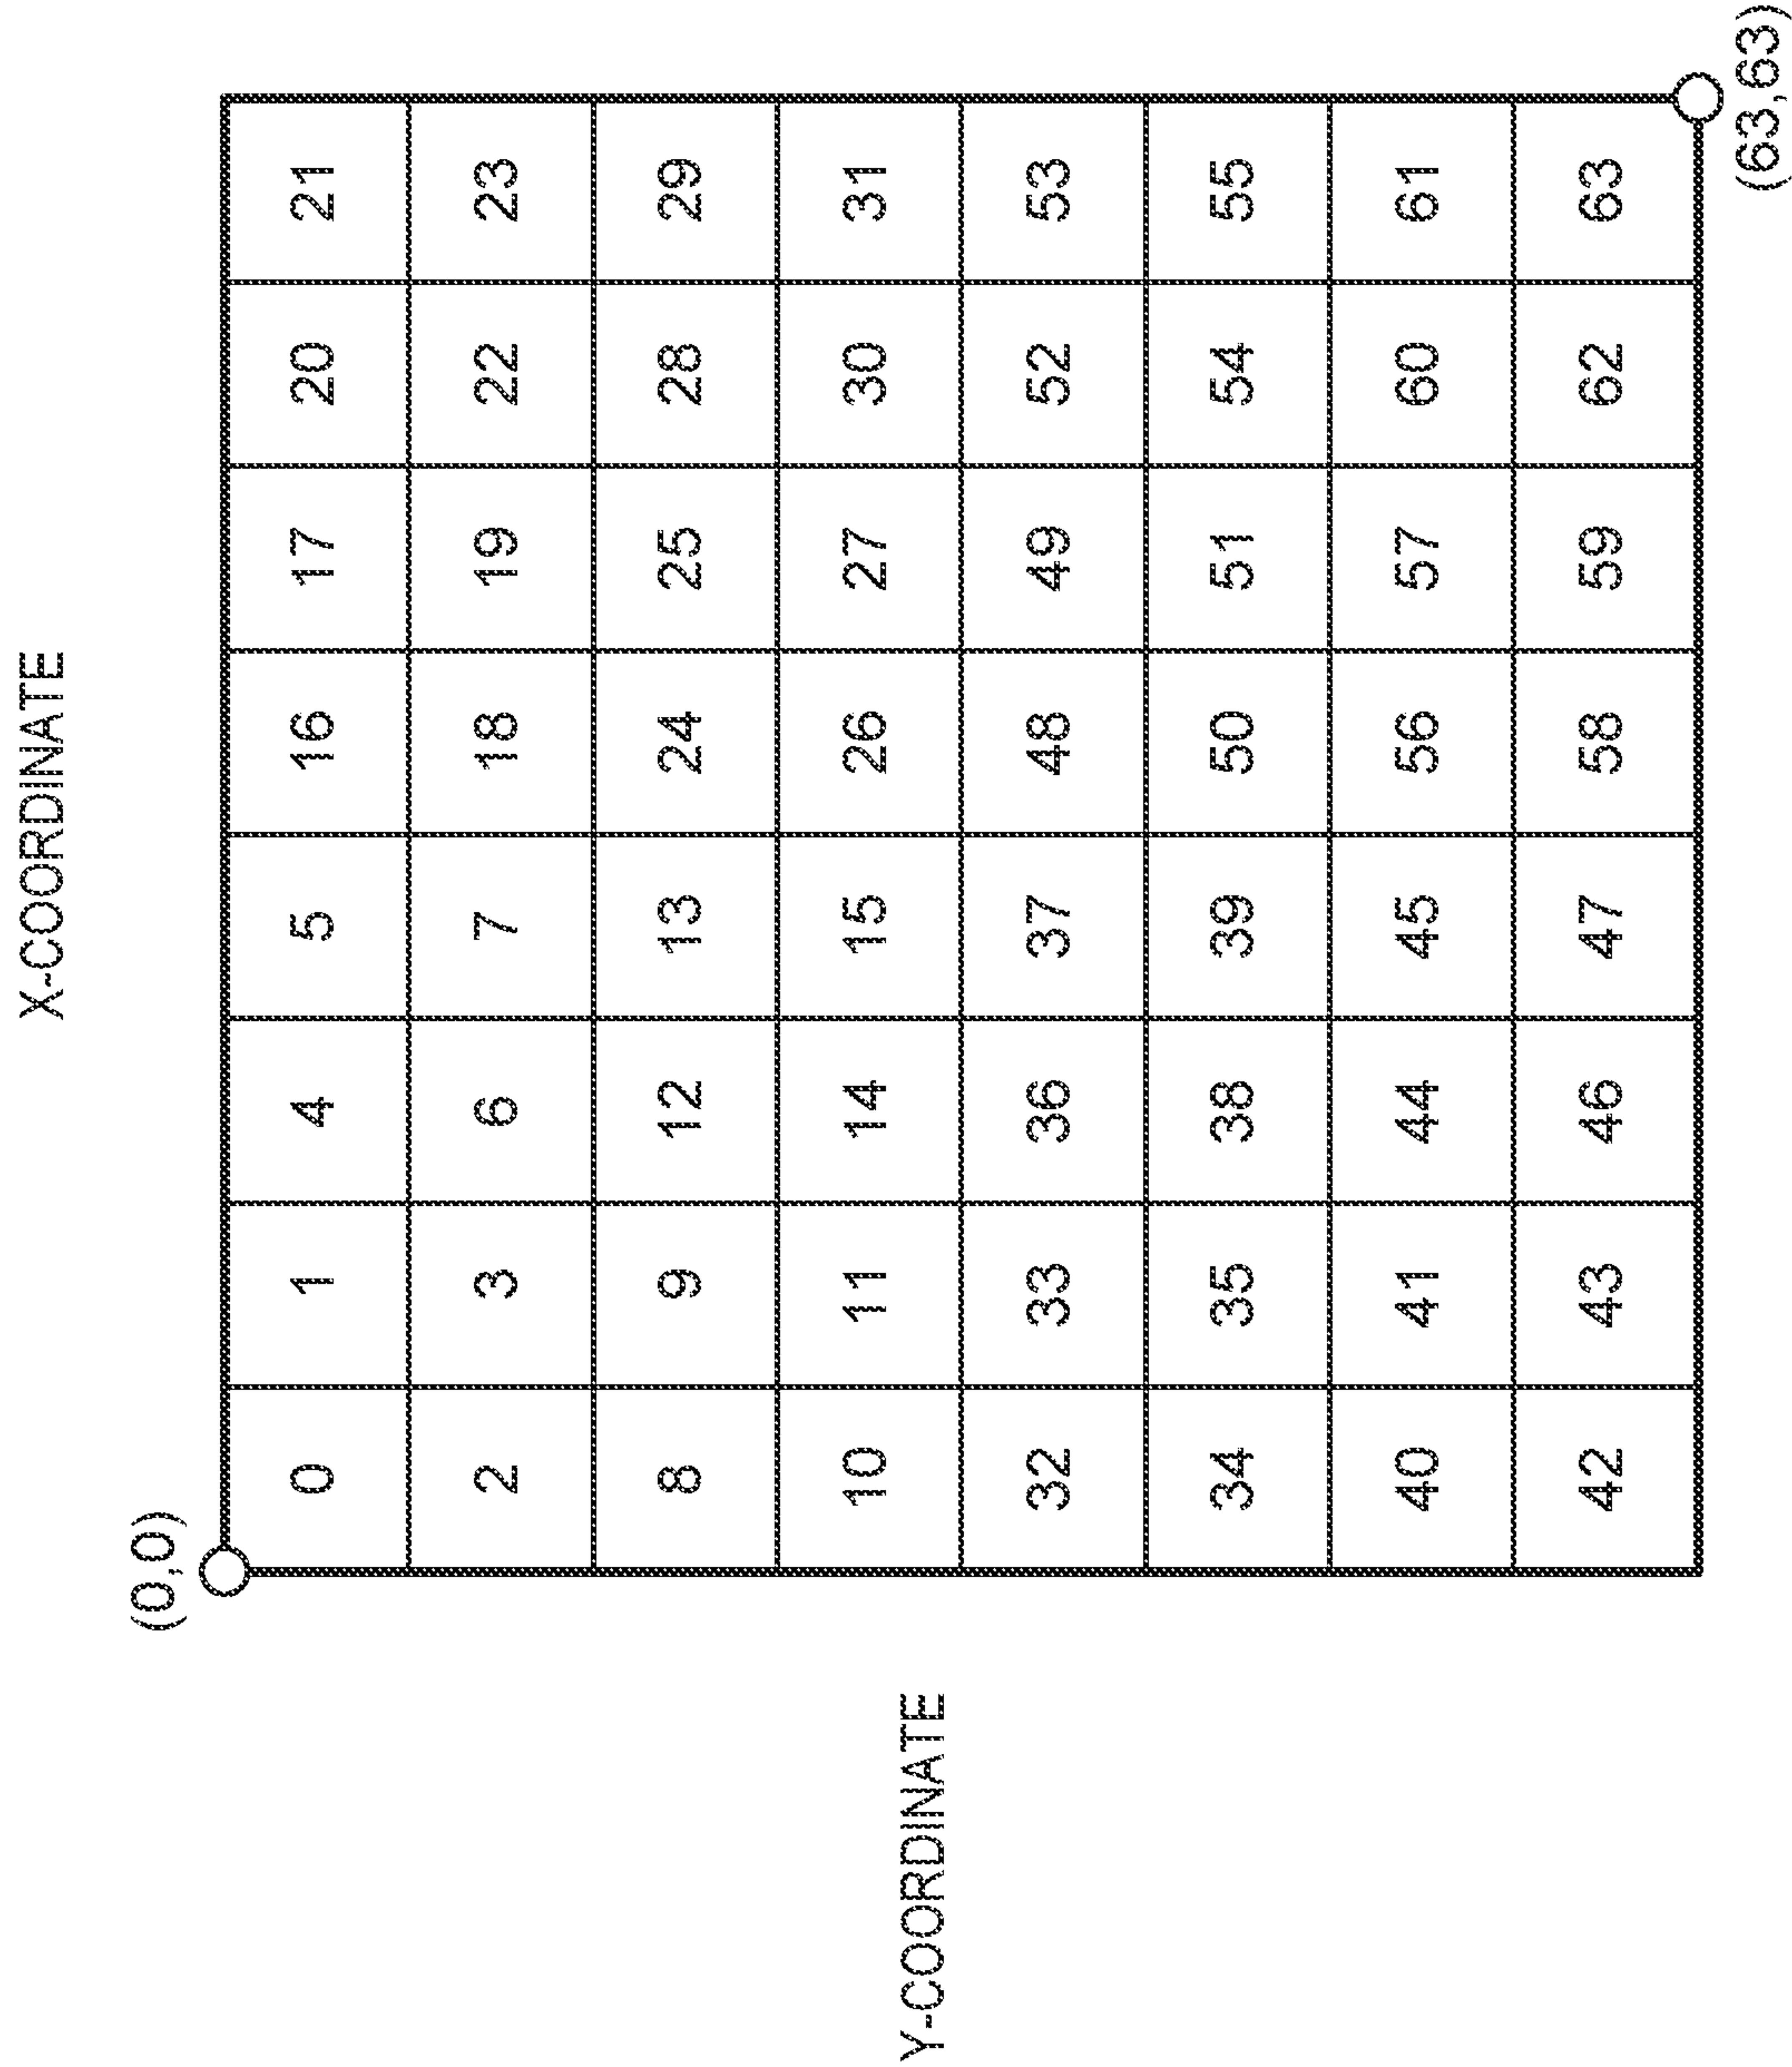 X-COORDINATE
(0,0)
0 1 4 5 16 17 20 21
2 3 6 7 18 19 22 23
8 9 12 13 24 25 28 29
10 11 14 15 26 27 30 31
Y-COORDINATE
32 33 36 37 48 49 52 53
34 35 38 39 50 51 54 55
40 41 44 45 56 57 60 61
42 43 46 47 58 59 62 63
(63,63)